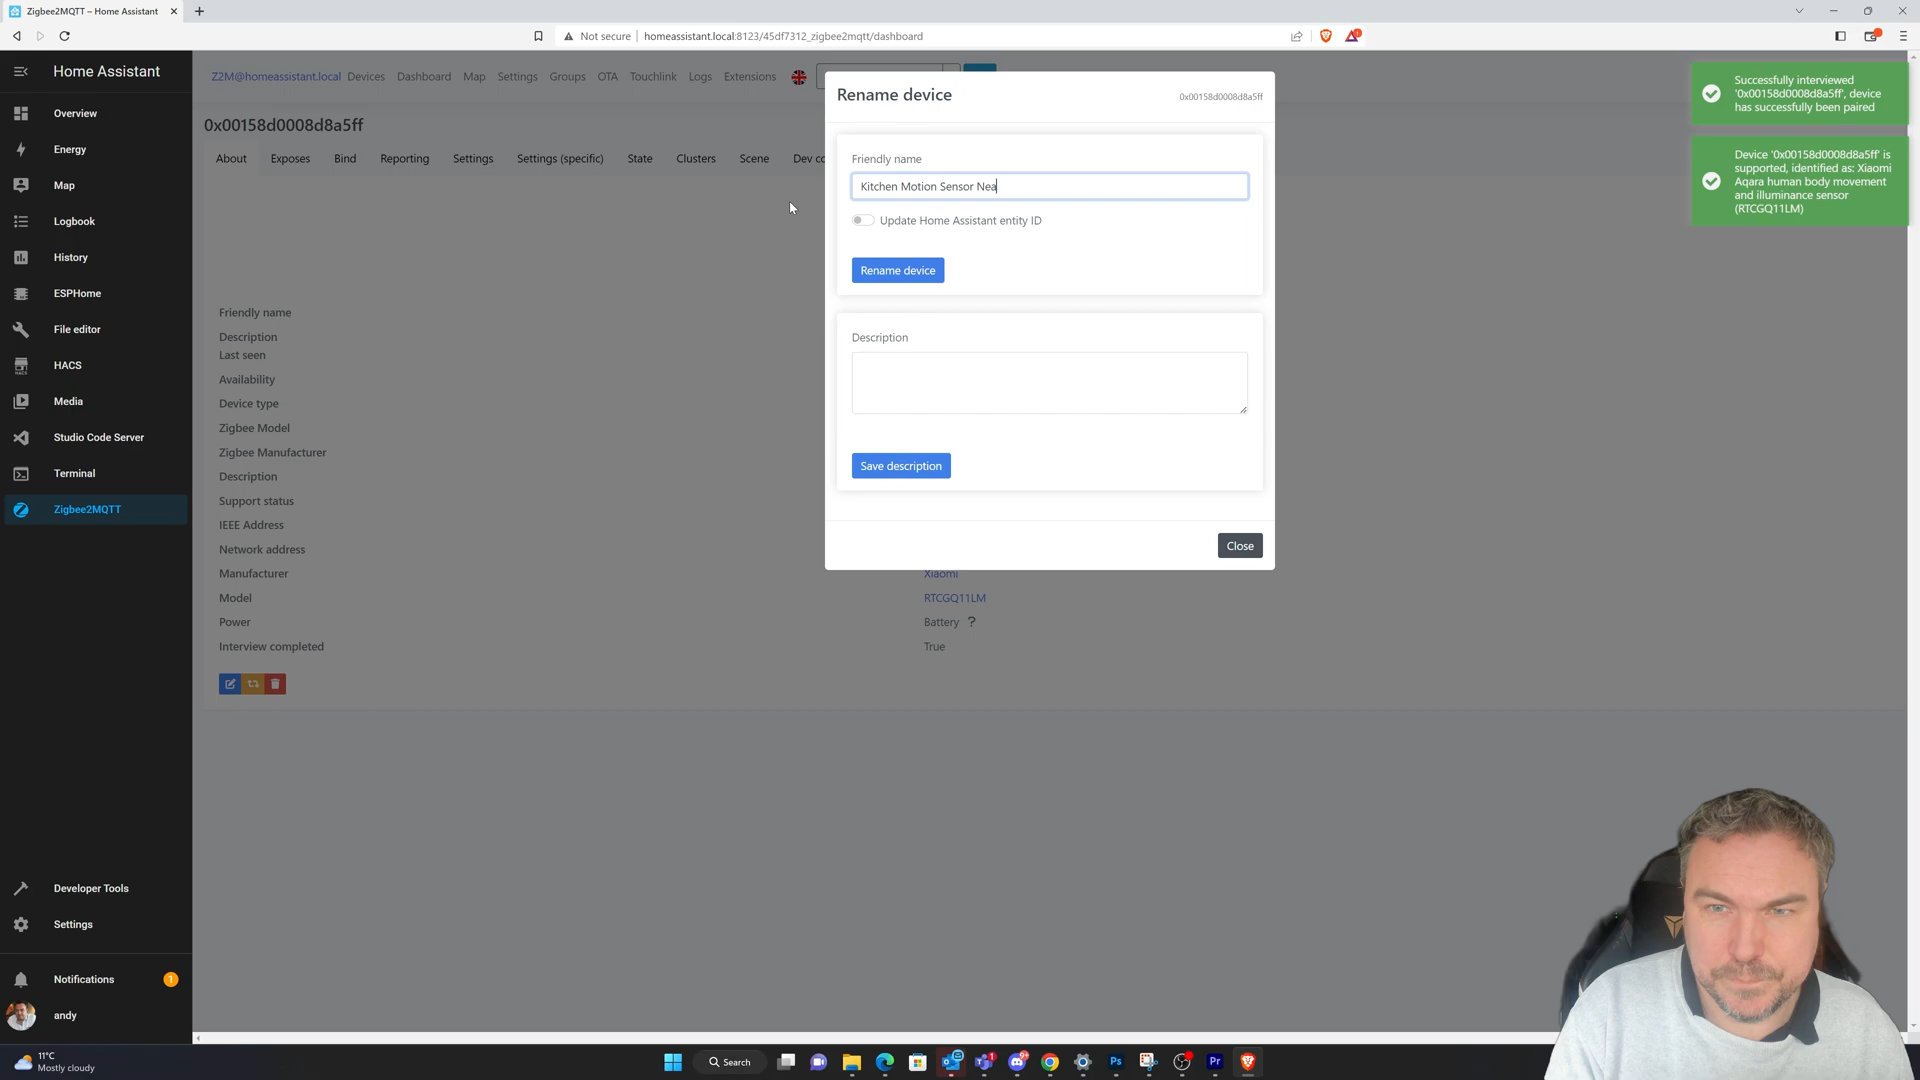 Zigbee2MQTT – Home Assistant
Not secure
homeassistant.local:8123/45df7312_zigbee2mqtt/dashboard
Home Assistant
Overview
Energy
Map
Logbook
History
ESPHome
File editor
HACS
Media
Studio Code Server
Terminal
Zigbee2MQTT
Developer Tools
Settings
Notifications
1
andy
Z2M@homeassistant.local Devices Dashboard Map Settings Groups OTA Touchlink Logs Extensions
0x00158d0008d8a5ff
About Exposes Bind Reporting Settings Settings (specific) State Clusters Scene Dev co
Friendly name
Description
Last seen
Availability
Device type
Zigbee Model
Zigbee Manufacturer
Description
Support status
IEEE Address
Network address
Manufacturer
Xiaomi
Model
RTCGQ11LM
Power
Battery ?
Interview completed
True
Rename device
0x00158d0008d8a5ff
Friendly name
Kitchen Motion Sensor Nea
Update Home Assistant entity ID
Rename device
Description
Save description
Close
Successfully interviewed
'0x00158d0008d8a5ff', device
has successfully been paired
Device '0x00158d0008d8a5ff' is
supported, identified as: Xiaomi
Aqara human body movement
and illuminance sensor
(RTCGQ11LM)
11°C
Mostly cloudy
Search
Ps
Pr